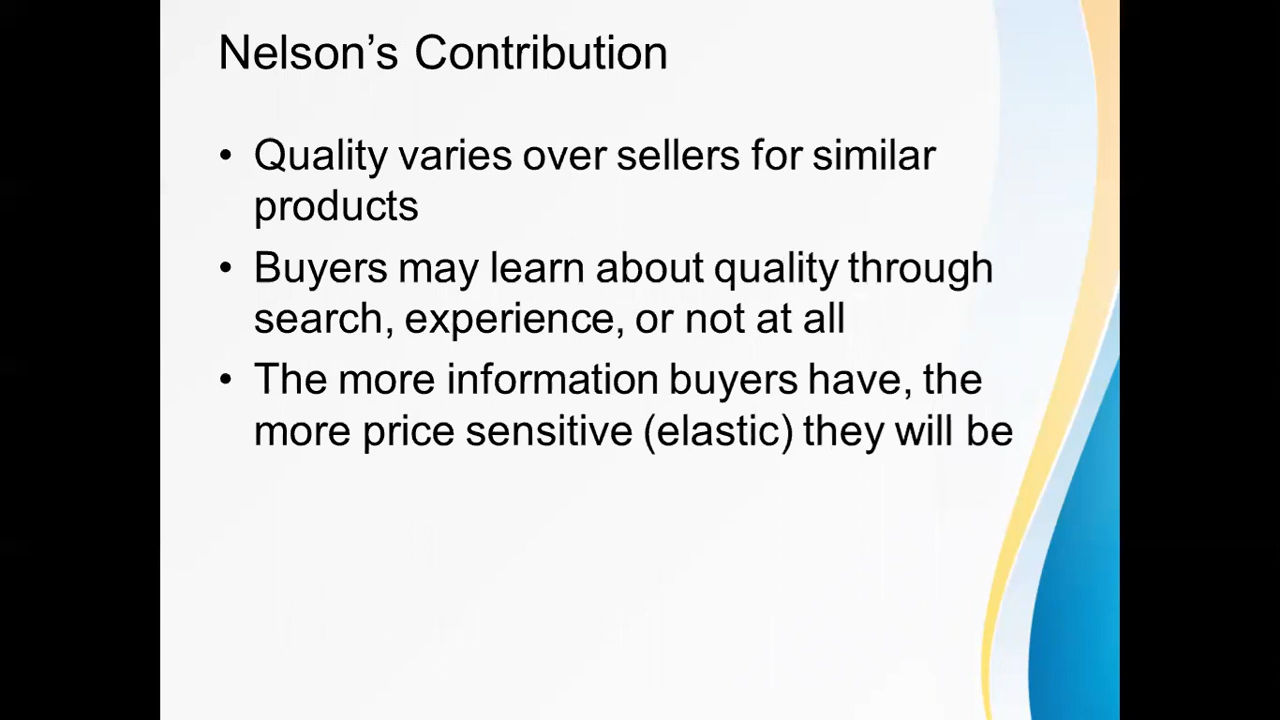 Nelson’s Contribution
• Quality varies over sellers for similar
products
• Buyers may learn about quality through
search, experience, or not at all
• The more information buyers have, the
more price sensitive (elastic) they will be